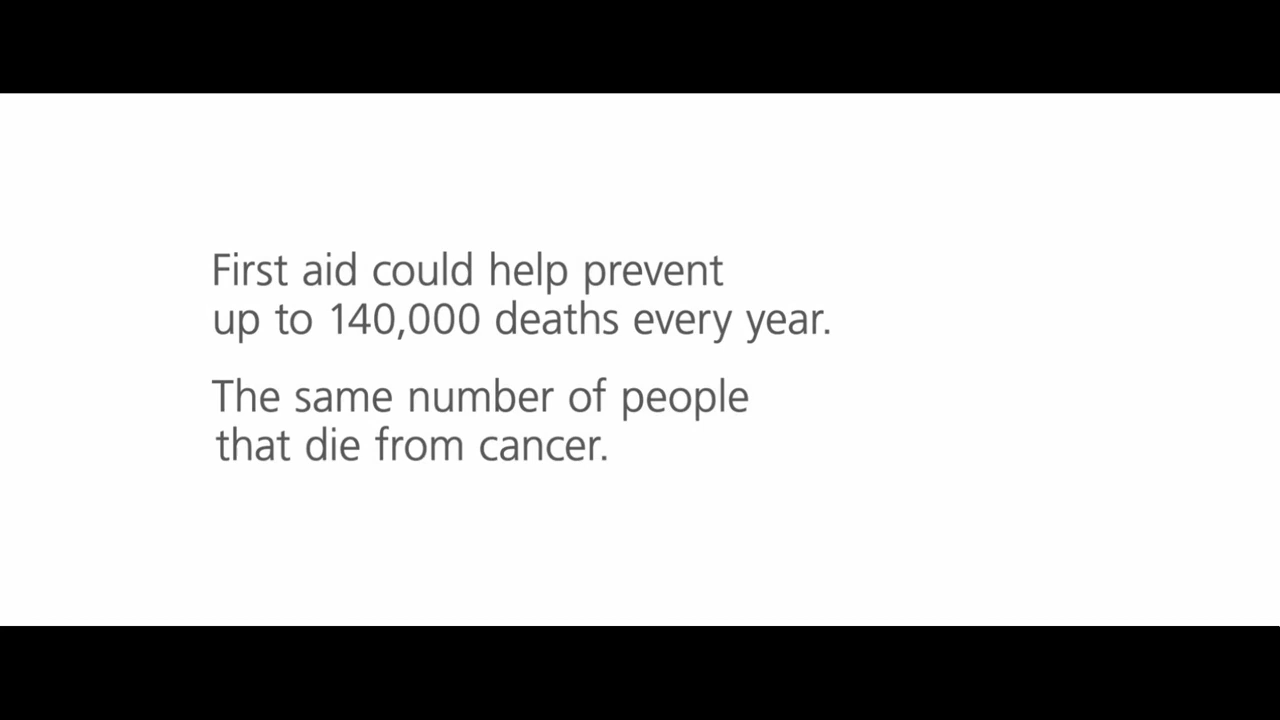 First aid could help prevent
up to 140,000 deaths every year.
The same number of people
that die from cancer.